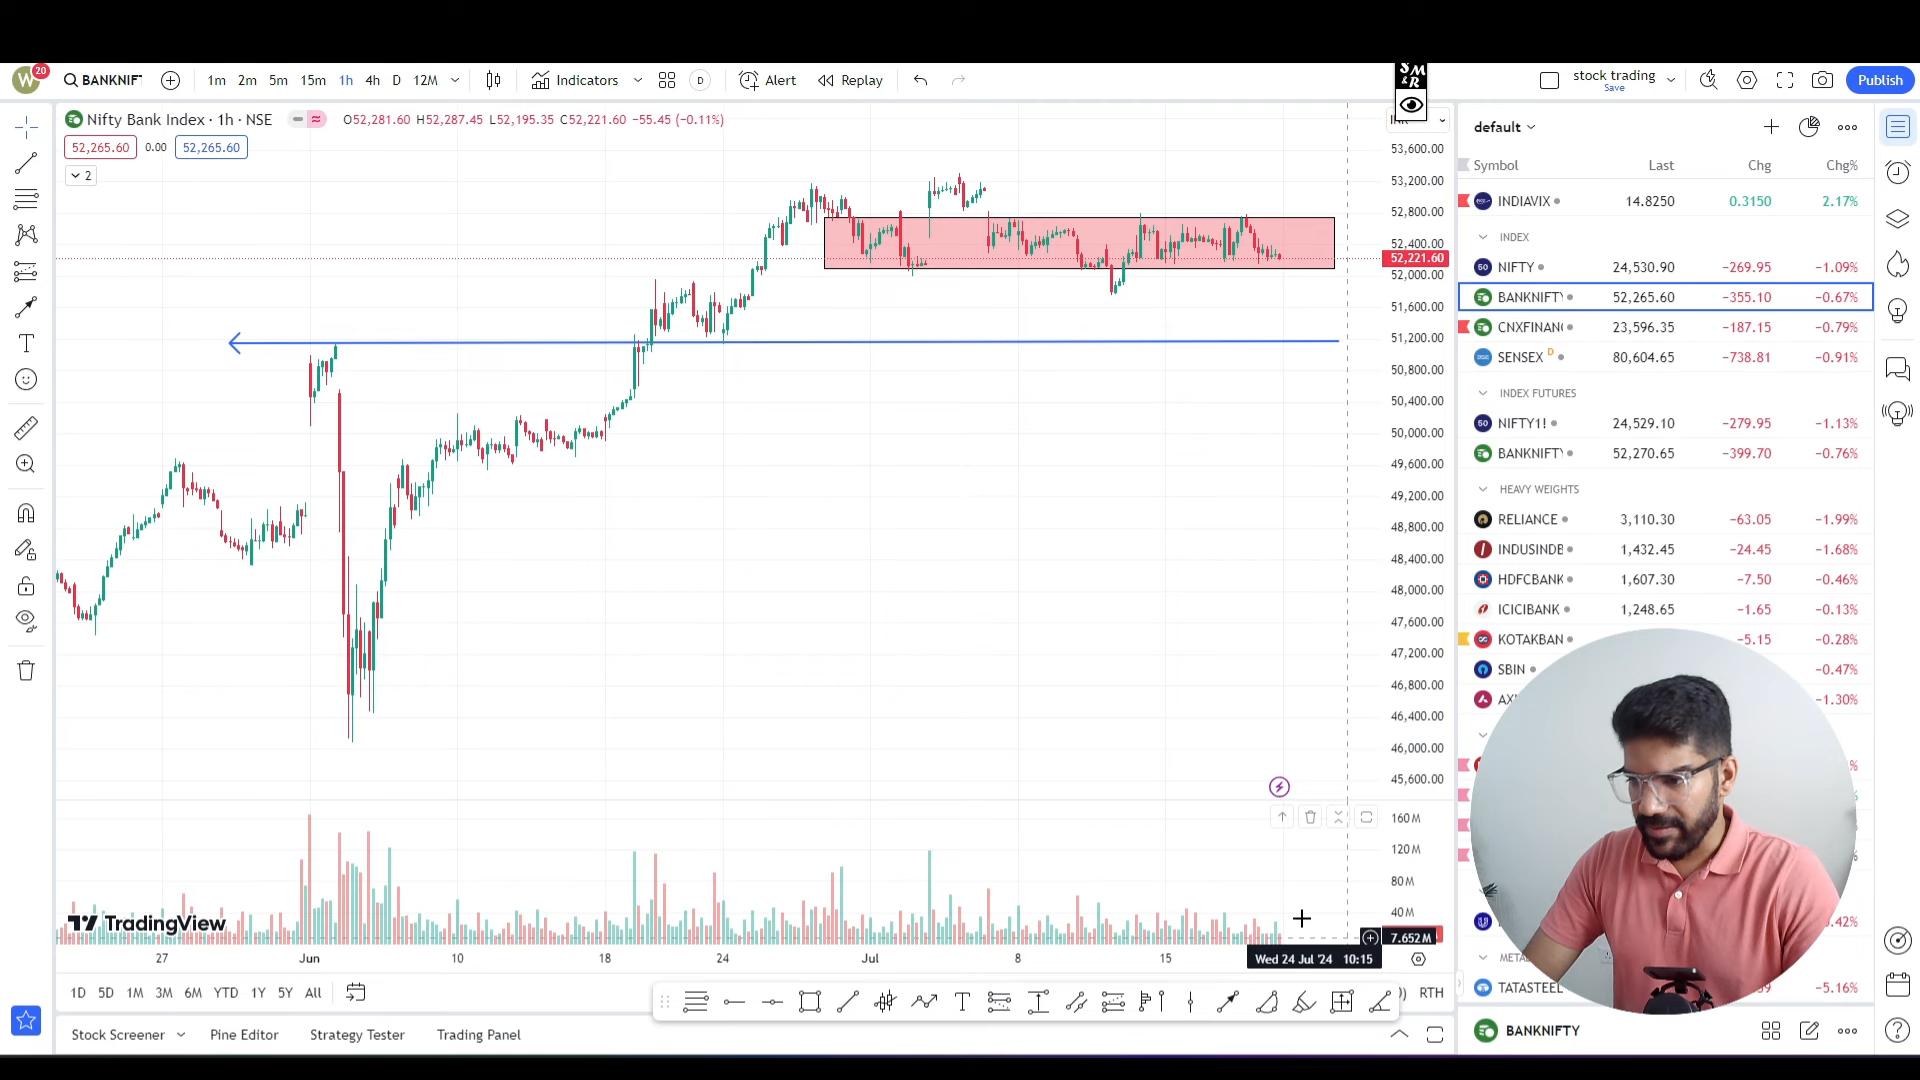 W 20 BANKNIF 1m 2m 5m 15m 1h 4h D 12M Indicators D Alert Replay SM &R stock trading Save Publish
Nifty Bank Index · 1h · NSE O52,281.60 H52,287.45 L52,195.35 C52,221.60 −55.45 (−0.11%)
52,265.60 0.00 52,265.60
2
53,600.00
53,200.00
52,800.00
52,400.00
52,221.60
52,000.00
51,600.00
51,200.00
50,800.00
50,400.00
50,000.00
49,600.00
49,200.00
48,800.00
48,400.00
48,000.00
47,600.00
47,200.00
46,800.00
46,400.00
46,000.00
45,600.00
160M
120M
80M
40M
7.652M
TradingView
27 Jun 10 18 24 Jul 8 15 Wed 24 Jul '24 10:15
1D 5D 1M 3M 6M YTD 1Y 5Y All RTH
Stock Screener Pine Editor Strategy Tester Trading Panel
default
Symbol Last Chg Chg%
INDIAVIX 14.8250 0.3150 2.17%
INDEX
50 NIFTY 24,530.90 −269.95 −1.09%
BANKNIFTY 52,265.60 −355.10 −0.67%
CNXFINAN 23,596.35 −187.15 −0.79%
SENSEX D 80,604.65 −738.81 −0.91%
INDEX FUTURES
50 NIFTY1! 24,529.10 −279.95 −1.13%
BANKNIFTY 52,270.65 −399.70 −0.76%
HEAVY WEIGHTS
RELIANCE 3,110.30 −63.05 −1.99%
INDUSINDB 1,432.45 −24.45 −1.68%
HDFCBANK 1,607.30 −7.50 −0.46%
ICICIBANK 1,248.65 −1.65 −0.13%
KOTAKBAN −5.15 −0.28%
SBIN −0.47%
AX −1.30%
.42%
META
TATASTEEL −5.16%
BANKNIFTY